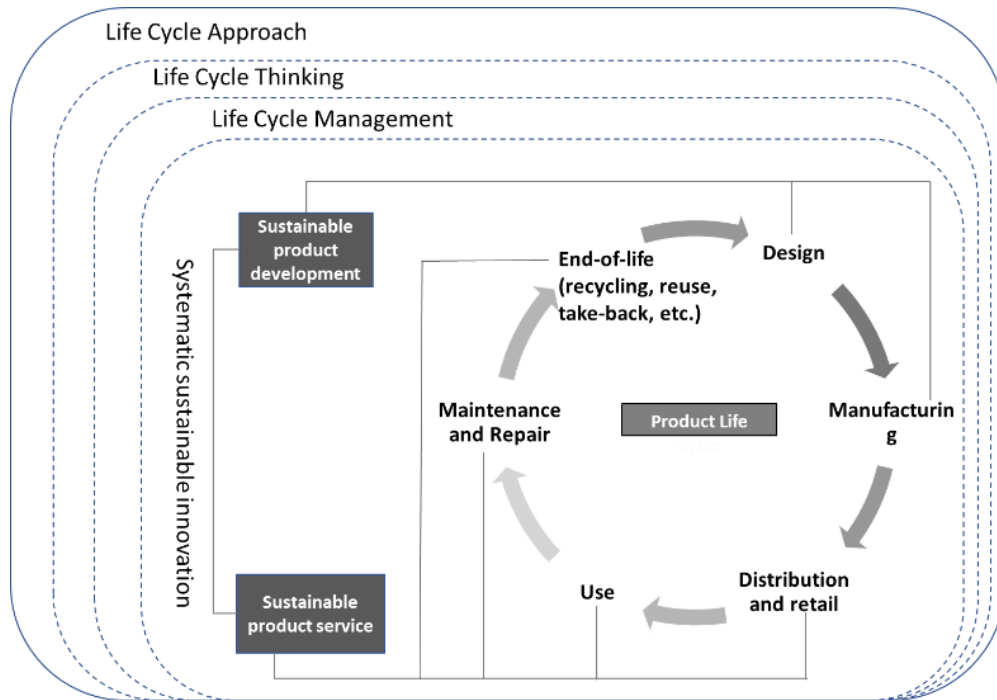 Life Cycle Approach
Life Cycle Thinking
Life Cycle Management
Systematic sustainable innovation
Sustainable
product
development
End-of-life
(recycling, reuse,
take-back, etc.)
Design
Maintenance
and Repair
Product Life
Manufacturin
g
Sustainable
product service
Use
Distribution
and retail